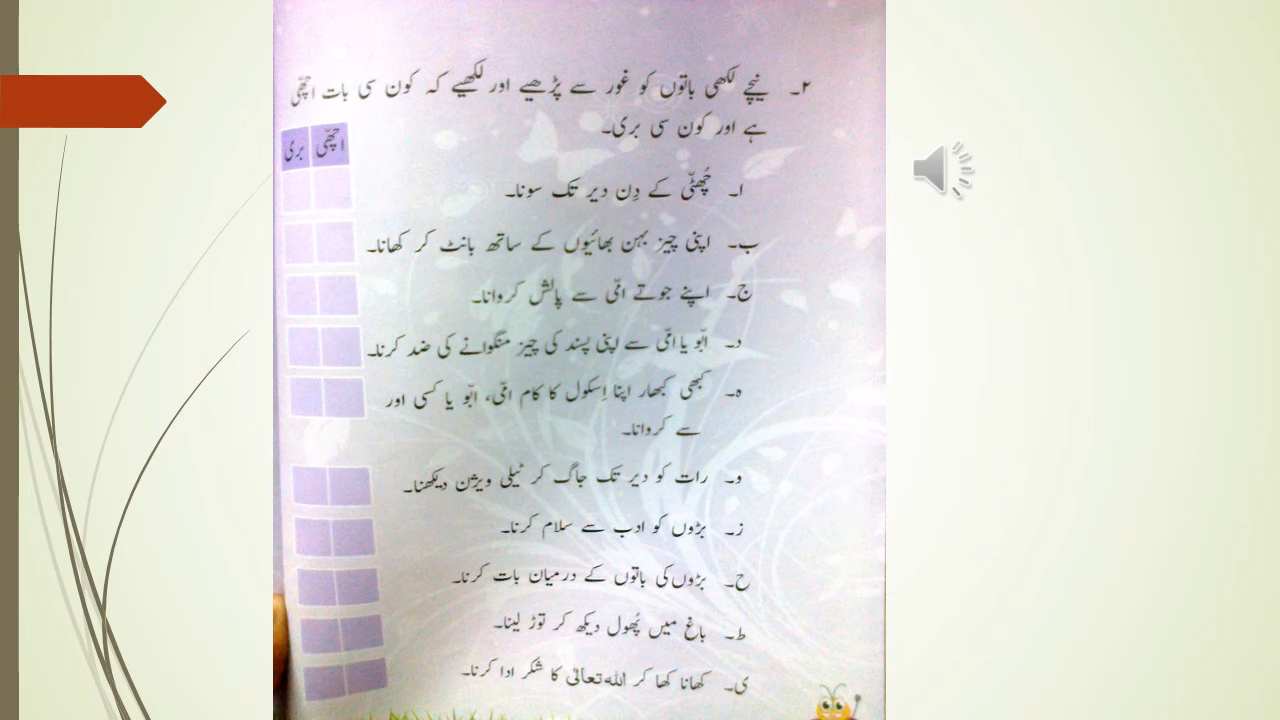 ۲۔ نیچے لکھی باتوں کو غور سے پڑھیے اور لکھیے کہ کون سی بات اچھّی
ہے اور کون سی بری۔
اچھّی بری
ا۔ چُھٹّی کے دِن دیر تک سونا۔
ب۔ اپنی چیز بہن بھائیوں کے ساتھ بانٹ کر کھانا۔
ج۔ اپنے جوتے امّی سے پالش کروانا۔
د۔ ابّو یا امّی سے اپنی پسند کی چیز منگوانے کی ضد کرنا۔
ہ۔ کبھی کبھار اپنا اِسکول کا کام امّی، ابّو یا کسی اور
سے کروانا۔
و۔ رات کو دیر تک جاگ کر ٹیلی ویژن دیکھنا۔
ز۔ بڑوں کو ادب سے سلام کرنا۔
ح۔ بڑوں کی باتوں کے درمیان بات کرنا۔
ط۔ باغ میں پُھول دیکھ کر توڑ لینا۔
ی۔ کھانا کھا کر اللہ تعالیٰ کا شکر ادا کرنا۔